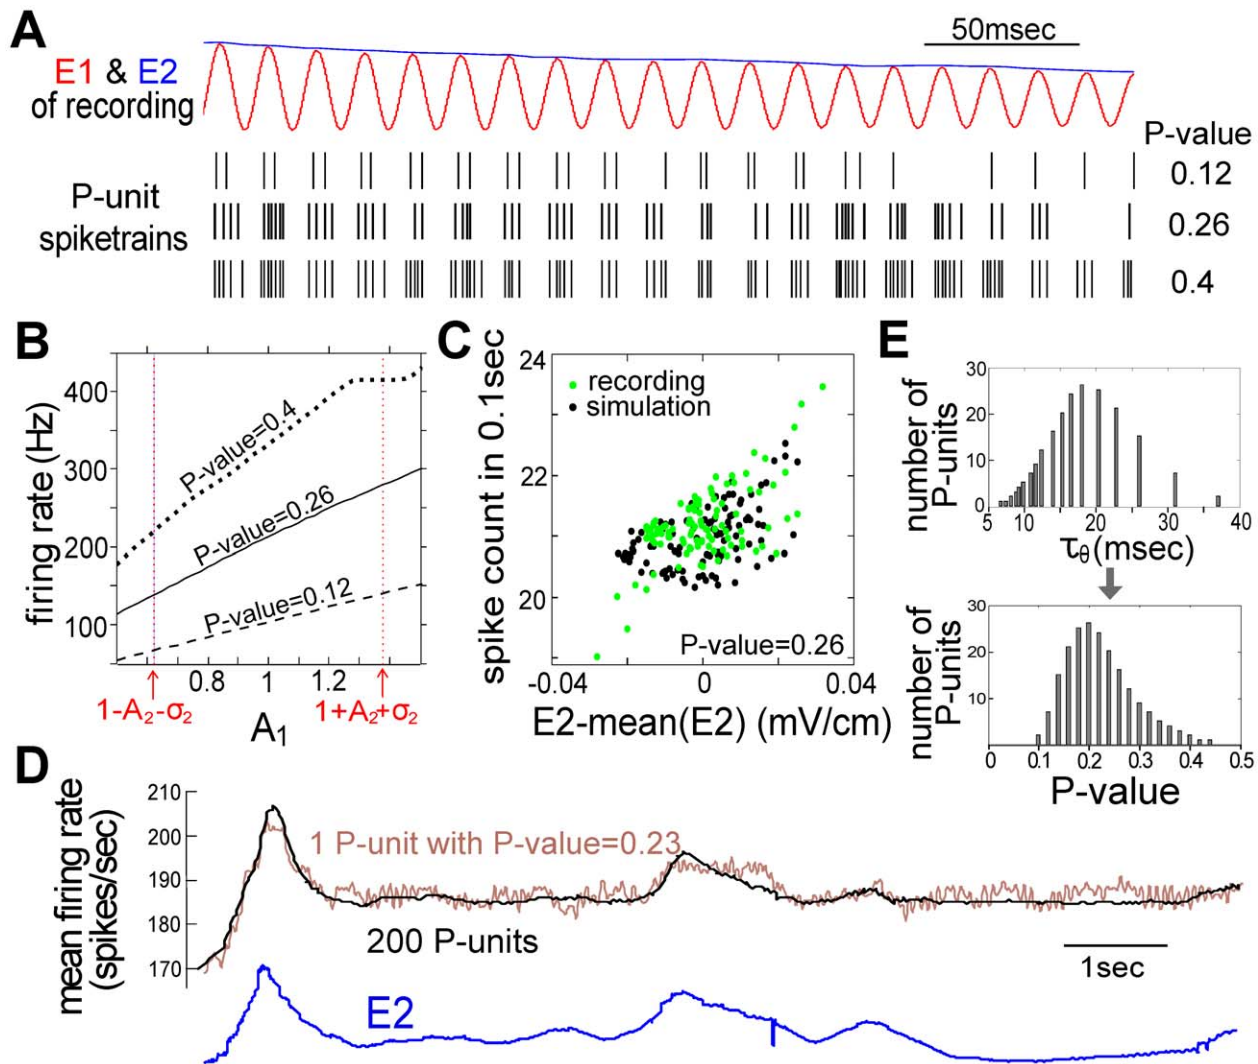 A
50msec
E1 & E2
of recording
P-value
0.12
P-unit
spiketrains
0.26
0.4
B
firing rate (Hz)
400
300
200
100
P-value=0.4
P-value=0.26
P-value=0.12
0.8
1
1.2
1-A₂-σ₂
1+A₂+σ₂
A₁
C
spike count in 0.1sec
24
22
20
recording
simulation
P-value=0.26
-0.04
0
0.04
E2-mean(E2) (mV/cm)
E
number of
P-units
30
20
10
5
10
20
30
40
τθ(msec)
number of
P-units
30
20
10
0
0.1
0.2
0.3
0.4
0.5
P-value
D
mean firing rate
(spikes/sec)
210
200
190
180
170
1 P-unit with P-value=0.23
200 P-units
1sec
E2